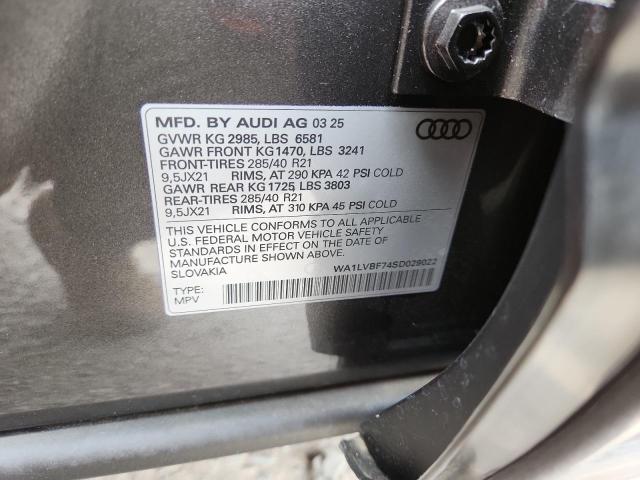 MFD. BY AUDI AG 03 25
GVWR KG 2985, LBS 6581
GAWR FRONT KG1470, LBS 3241
FRONT-TIRES 285/40 R21
9,5JX21 RIMS, AT 290 KPA 42 PSI COLD
GAWR REAR KG1725 LBS 3803
REAR-TIRES 285/40 R21
9,5JX21 RIMS, AT 310 KPA 45 PSI COLD
THIS VEHICLE CONFORMS TO ALL APPLICABLE
U.S. FEDERAL MOTOR VEHICLE SAFETY
STANDARDS IN EFFECT ON THE DATE OF
MANUFACTURE SHOWN ABOVE.
SLOVAKIA WA1LVBF74SD029022
TYPE:
MPV